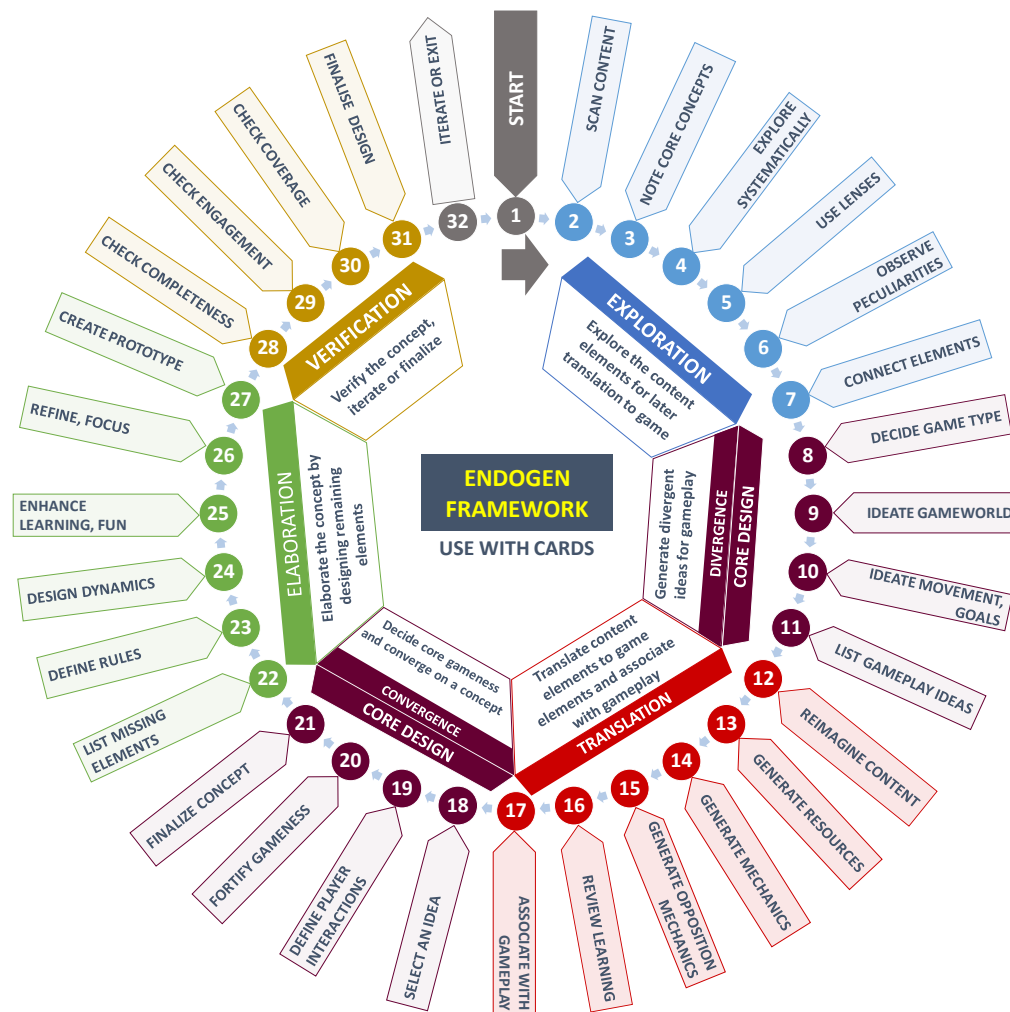 START
1
SCAN CONTENT
2
NOTE CORE CONCEPTS
3
EXPLORE
SYSTEMATICALLY
4
USE LENSES
5
OBSERVE
PECULIARITIES
6
CONNECT ELEMENTS
7
DECIDE GAME TYPE
8
IDEATE GAMEWORLD
9
IDEATE MOVEMENT,
GOALS
10
LIST GAMEPLAY IDEAS
11
REIMAGINE CONTENT
12
GENERATE RESOURCES
13
GENERATE MECHANICS
14
GENERATE OPPOSITION
MECHANICS
15
REVIEW LEARNING
16
ASSOCIATE WITH
GAMEPLAY
17
SELECT AN IDEA
18
DEFINE PLAYER
INTERACTIONS
19
FORTIFY GAMENESS
20
FINALIZE CONCEPT
21
LIST MISSING
ELEMENTS
22
DEFINE RULES
23
DESIGN DYNAMICS
24
ENHANCE
LEARNING, FUN
25
REFINE, FOCUS
26
CREATE PROTOTYPE
27
CHECK COMPLETENESS
28
CHECK ENGAGEMENT
29
CHECK COVERAGE
30
FINALISE DESIGN
31
ITERATE OR EXIT
32
EXPLORATION
Explore the content
elements for later
translation to game
DIVERGENCE
CORE DESIGN
Generate divergent
ideas for gameplay
TRANSLATION
Translate content
elements to game
elements and associate
with gameplay
CONVERGENCE
CORE DESIGN
Decide core gameness
and converge on a concept
ELABORATION
Elaborate the concept by
designing remaining
elements
VERIFICATION
Verify the concept,
iterate or finalize
ENDOGEN
FRAMEWORK
USE WITH CARDS